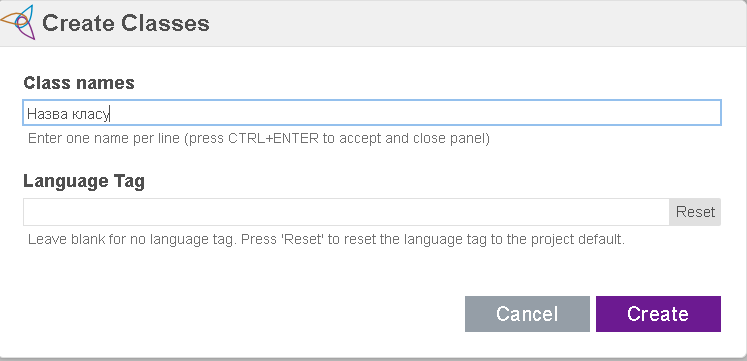 Create Classes
Class names
Назва класу
Enter one name per line (press CTRL+ENTER to accept and close panel)
Language Tag
Reset
Leave blank for no language tag. Press 'Reset' to reset the language tag to the project default.
Cancel Create